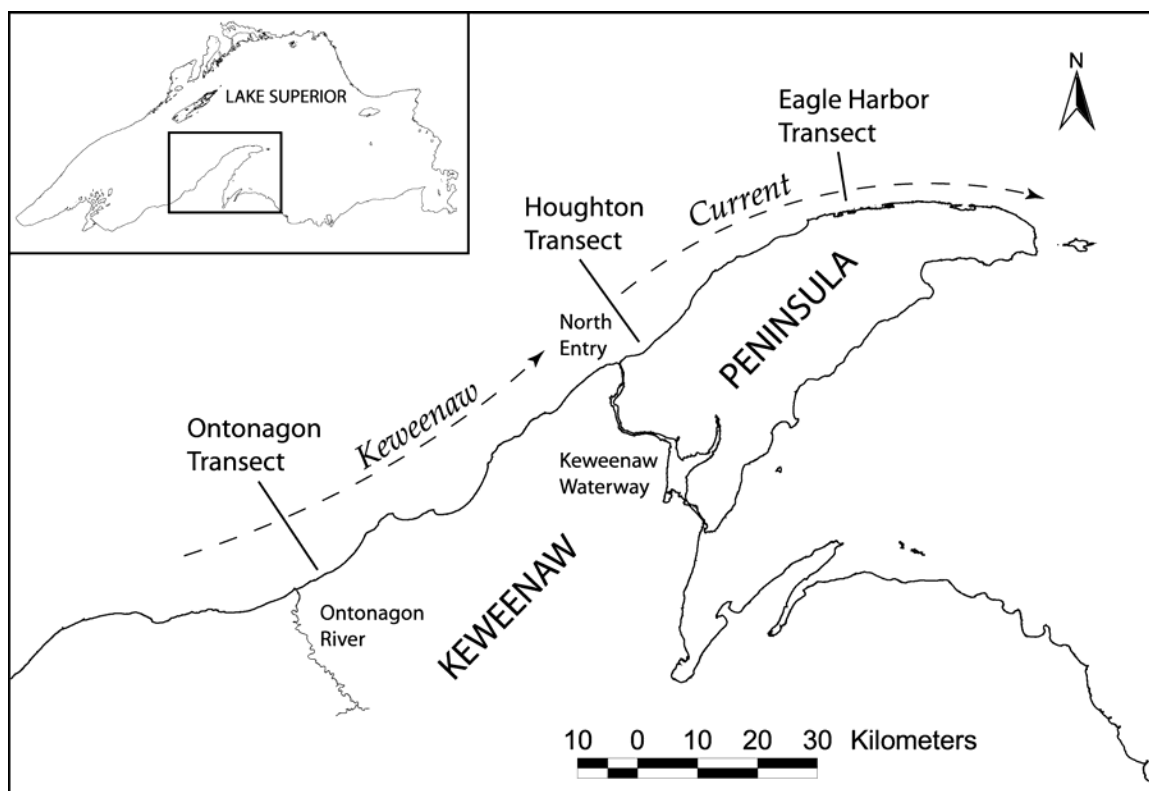 LAKE SUPERIOR
N
Eagle Harbor
Transect
Current
Houghton
Transect
PENINSULA
North
Entry
Keweenaw
Ontonagon
Transect
Keweenaw
Waterway
KEWEENAW
Ontonagon
River
10 0 10 20 30 Kilometers